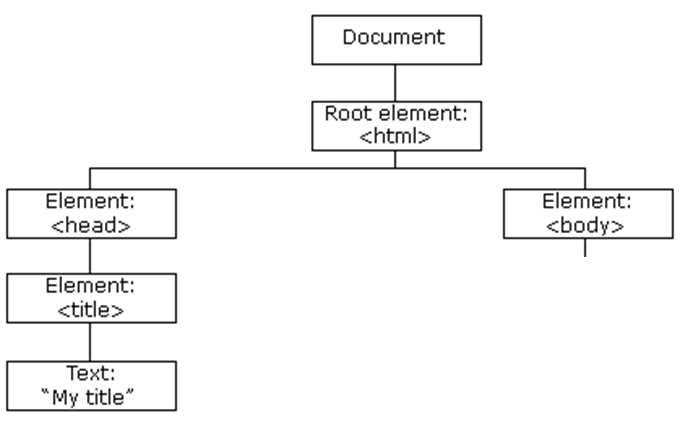 Document
Root element:
<html>
Element:
<head>
Element:
<body>
Element:
<title>
Text:
“My title”